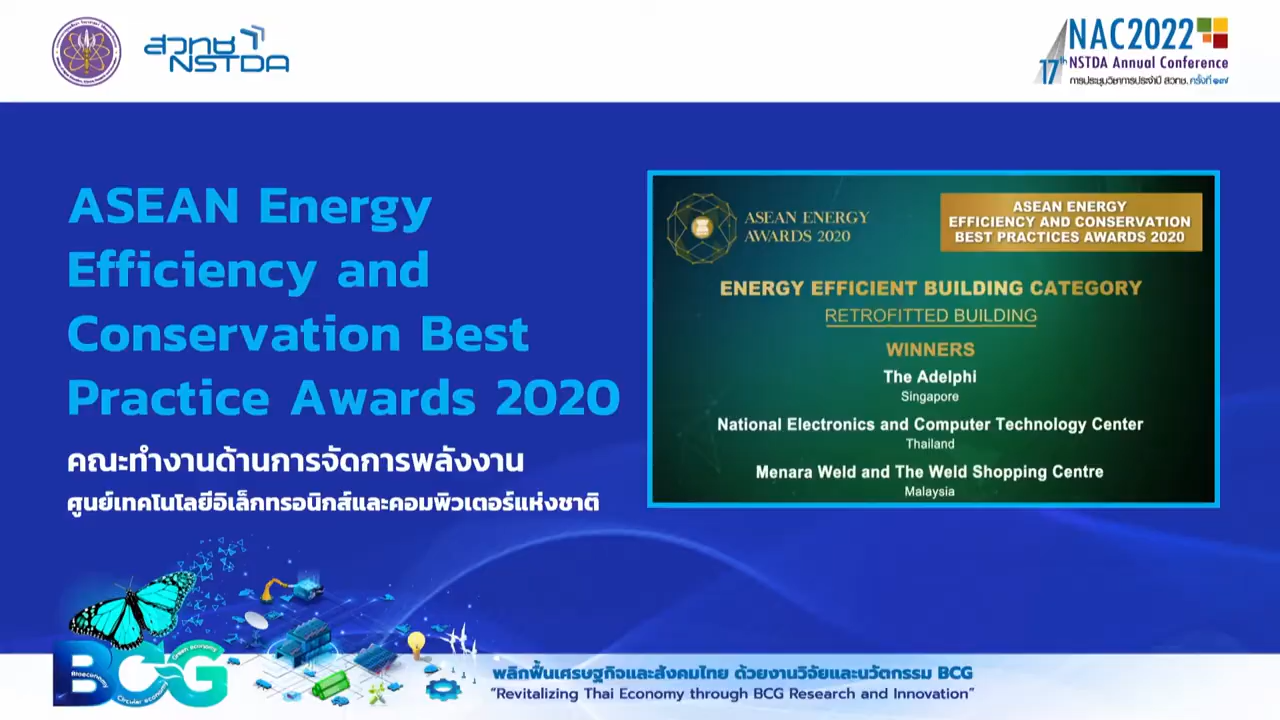 สวทช
NSTDA
NAC2022
17th NSTDA Annual Conference
การประชุมวิชาการประจำปี สวทช. ครั้งที่ ๑๗
ASEAN Energy
Efficiency and
Conservation Best
Practice Awards 2020
คณะทำงานด้านการจัดการพลังงาน
ศูนย์เทคโนโลยีอิเล็กทรอนิกส์และคอมพิวเตอร์แห่งชาติ
ASEAN ENERGY
AWARDS 2020
ASEAN ENERGY
EFFICIENCY AND CONSERVATION
BEST PRACTICES AWARDS 2020
ENERGY EFFICIENT BUILDING CATEGORY
RETROFITTED BUILDING
WINNERS
The Adelphi
Singapore
National Electronics and Computer Technology Center
Thailand
Menara Weld and The Weld Shopping Centre
Malaysia
BCG
Bioeconomy
Circular economy
Green economy
พลิกฟื้นเศรษฐกิจและสังคมไทย ด้วยงานวิจัยและนวัตกรรม BCG
“Revitalizing Thai Economy through BCG Research and Innovation”